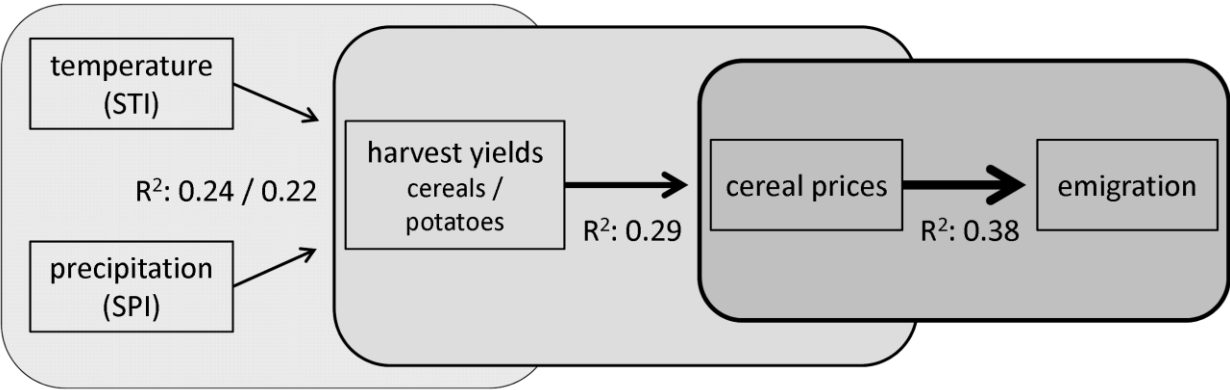 temperature
(STI)
R²: 0.24 / 0.22
precipitation
(SPI)
harvest yields
cereals /
potatoes
R²: 0.29
cereal prices
R²: 0.38
emigration